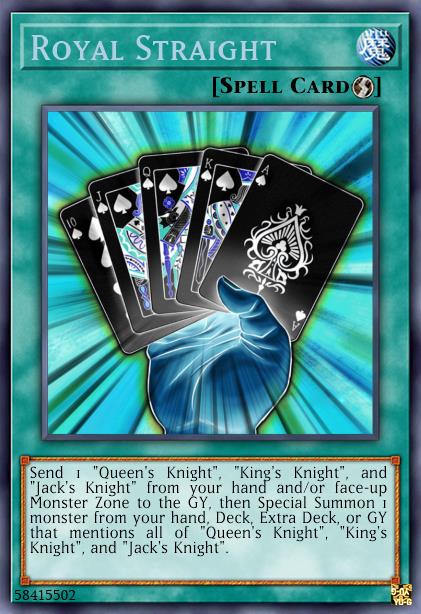 Royal Straight
魔
[Spell Card]
10
J
Q
K
A
A
Send 1 "Queen's Knight", "King's Knight", and
"Jack's Knight" from your hand and/or face-up
Monster Zone to the GY, then Special Summon 1
monster from your hand, Deck, Extra Deck, or GY
that mentions all of "Queen's Knight", "King's
Knight", and "Jack's Knight".
58415502